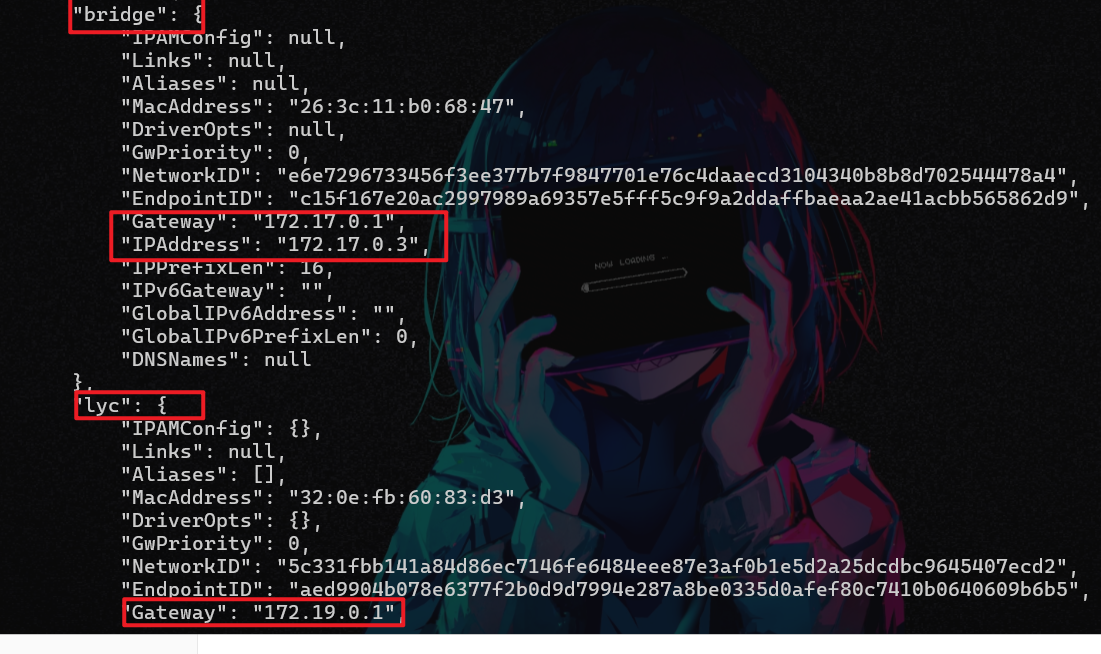 "bridge": {
"IPAMConfig": null,
"Links": null,
"Aliases": null,
"MacAddress": "26:3c:11:b0:68:47",
"DriverOpts": null,
"GwPriority": 0,
"NetworkID": "e6e7296733456f3ee377b7f9847701e76c4daaecd3104340b8b8d702544478a4",
"EndpointID": "c15f167e20ac2997989a69357e5fff5c9f9a2ddaffbaeaa2ae41acbb565862d9",
"Gateway": "172.17.0.1",
"IPAddress": "172.17.0.3",
"IPPrefixLen": 16,
"IPv6Gateway": "",
"GlobalIPv6Address": "",
"GlobalIPv6PrefixLen": 0,
"DNSNames": null
},
"lyc": {
"IPAMConfig": {},
"Links": null,
"Aliases": [],
"MacAddress": "32:0e:fb:60:83:d3",
"DriverOpts": {},
"GwPriority": 0,
"NetworkID": "5c331fbb141a84d86ec7146fe6484eee87e3af0b1e5d2a25dcdbc9645407ecd2",
"EndpointID": "aed9904b078e6377f2b0d9d7994e287a8be0335d0afef80c7410b0640609b6b5",
"Gateway": "172.19.0.1",
NOW LOADING